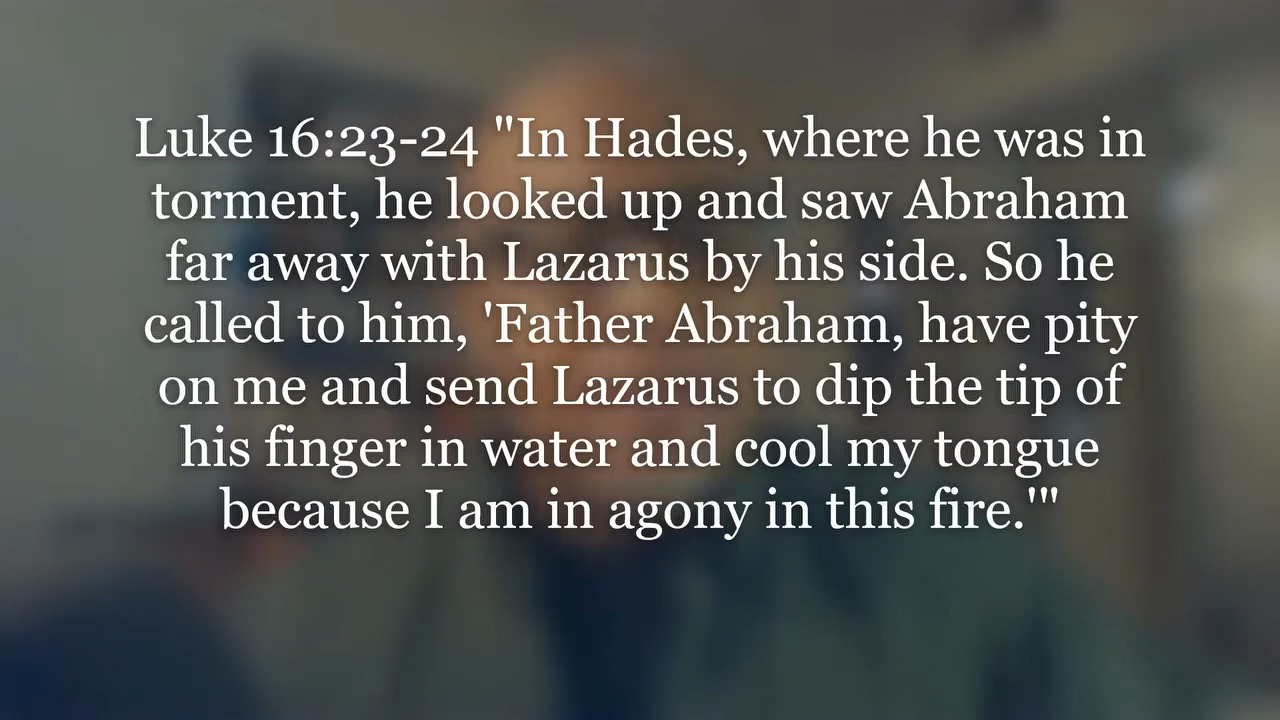 Luke 16:23-24 "In Hades, where he was in
torment, he looked up and saw Abraham
far away with Lazarus by his side. So he
called to him, 'Father Abraham, have pity
on me and send Lazarus to dip the tip of
his finger in water and cool my tongue
because I am in agony in this fire.'"